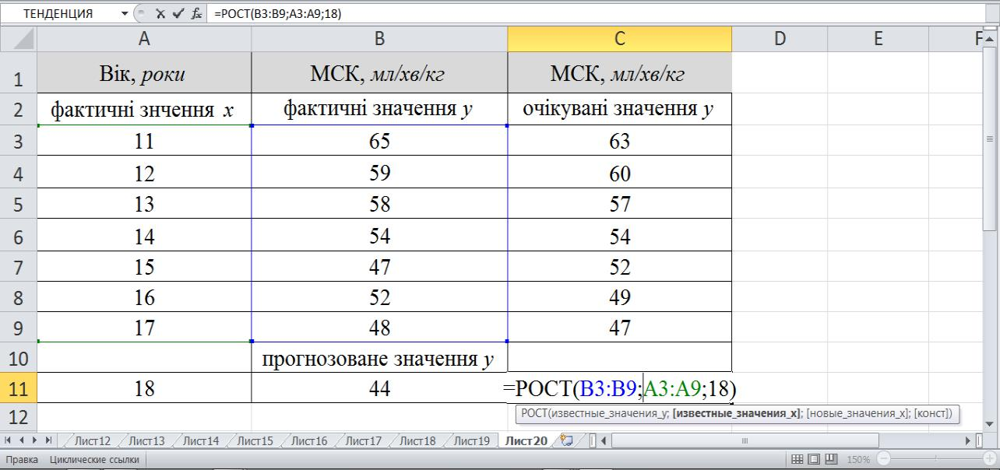 ТЕНДЕНЦИЯ =РОСТ(B3:B9;A3:A9;18)
A B C D E F
1 Вік, роки МСК, мл/хв/кг МСК, мл/хв/кг
2 фактичні знчення x фактичні значення y очікувані значення y
3 11 65 63
4 12 59 60
5 13 58 57
6 14 54 54
7 15 47 52
8 16 52 49
9 17 48 47
10 прогнозоване значення y
11 18 44 =РОСТ(B3:B9;A3:A9;18)
12 РОСТ(известные_значения_y; [известные_значения_x]; [новые_значения_x]; [конст])
Лист12 Лист13 Лист14 Лист15 Лист16 Лист17 Лист18 Лист19 Лист20
Правка Циклические ссылки 150%